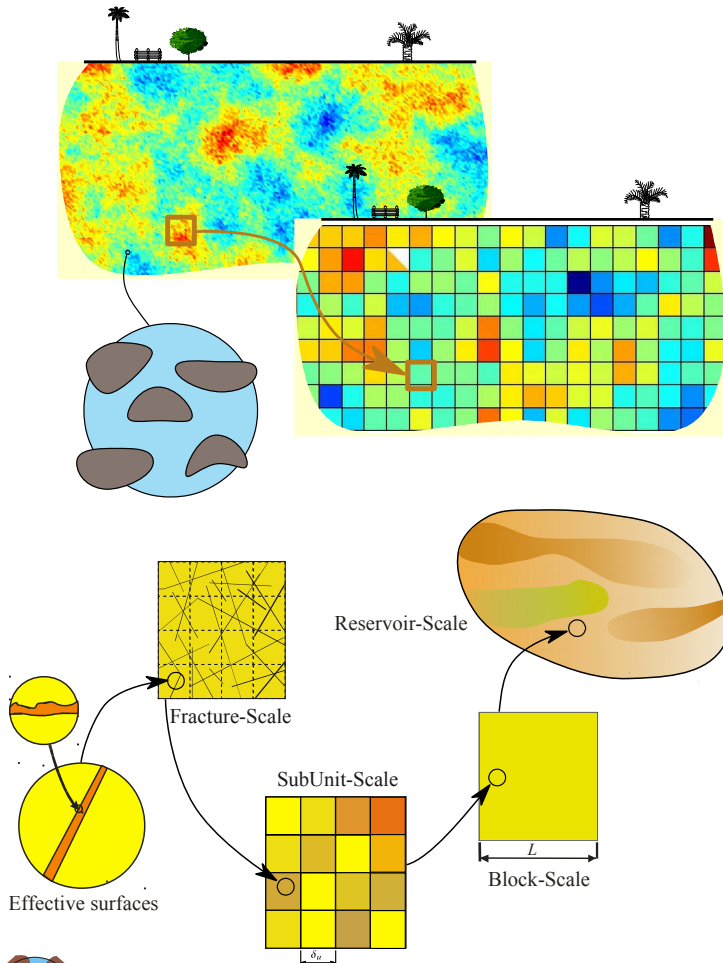 Reservoir-Scale
Fracture-Scale
SubUnit-Scale
L
Block-Scale
Effective surfaces
δu